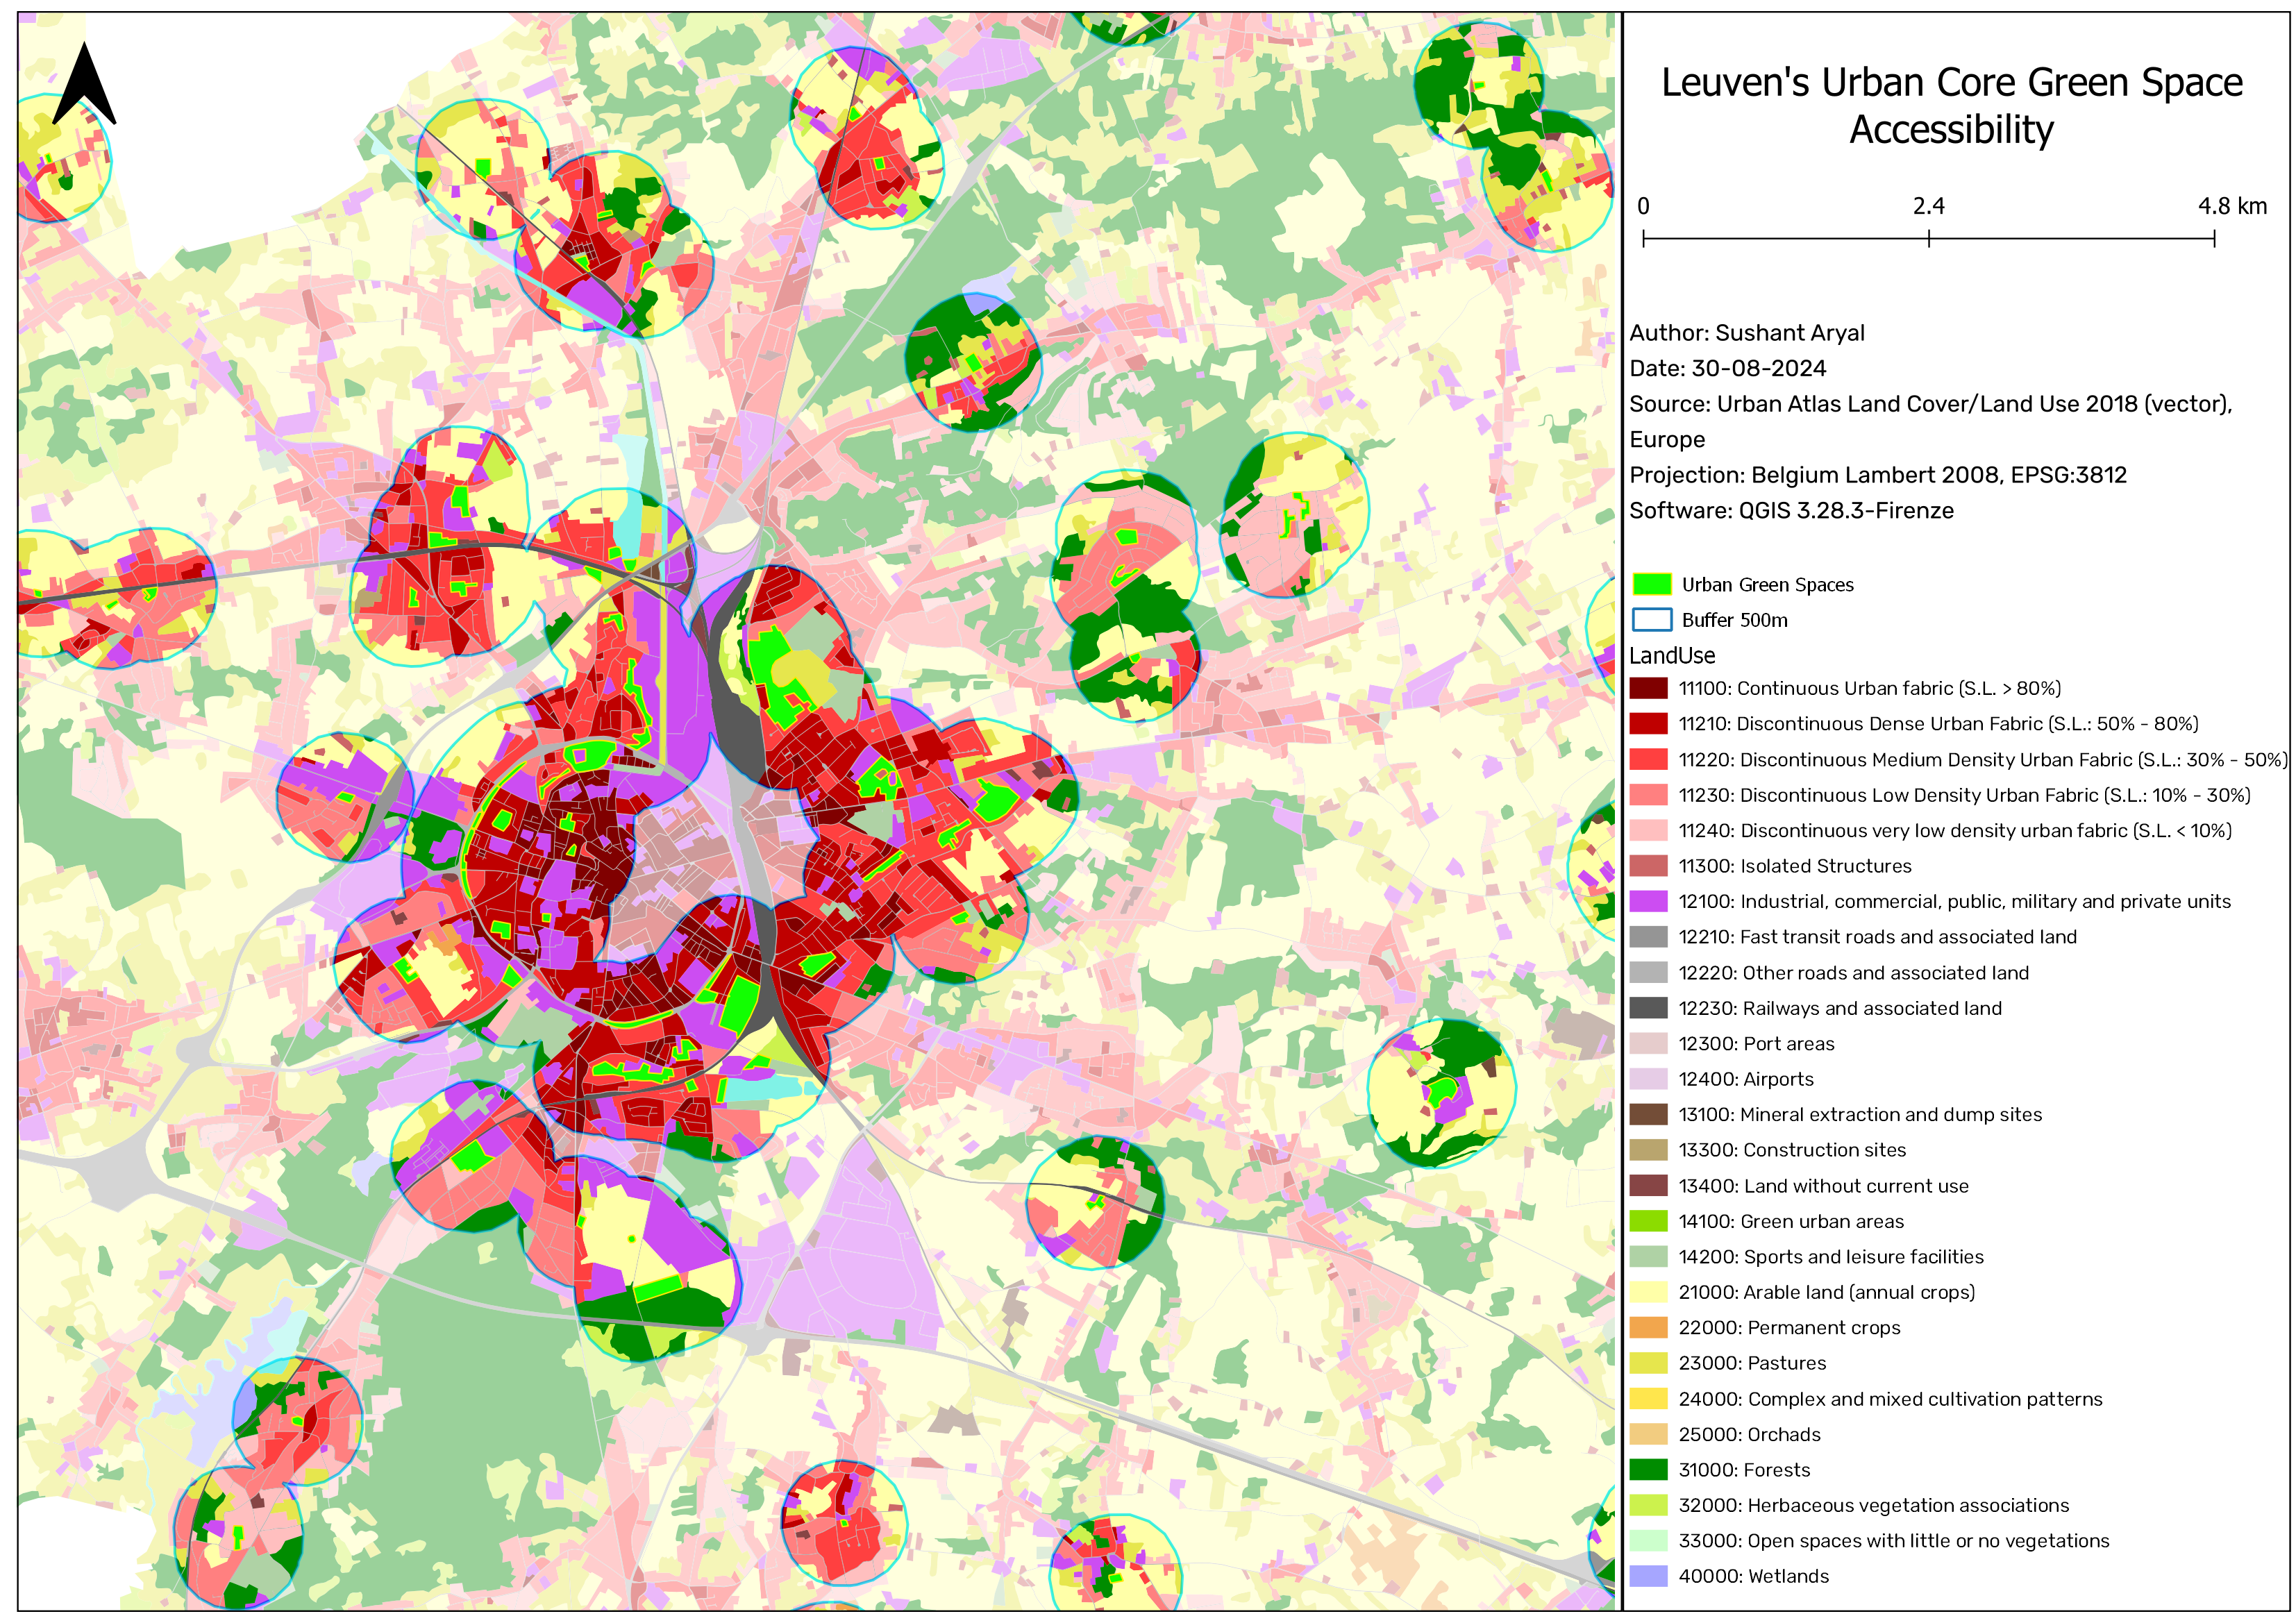 Leuven's Urban Core Green Space
Accessibility
0 2.4 4.8 km
Author: Sushant Aryal
Date: 30-08-2024
Source: Urban Atlas Land Cover/Land Use 2018 (vector),
Europe
Projection: Belgium Lambert 2008, EPSG:3812
Software: QGIS 3.28.3-Firenze
Urban Green Spaces
Buffer 500m
LandUse
11100: Continuous Urban fabric (S.L. > 80%)
11210: Discontinuous Dense Urban Fabric (S.L.: 50% - 80%)
11220: Discontinuous Medium Density Urban Fabric (S.L.: 30% - 50%)
11230: Discontinuous Low Density Urban Fabric (S.L.: 10% - 30%)
11240: Discontinuous very low density urban fabric (S.L. < 10%)
11300: Isolated Structures
12100: Industrial, commercial, public, military and private units
12210: Fast transit roads and associated land
12220: Other roads and associated land
12230: Railways and associated land
12300: Port areas
12400: Airports
13100: Mineral extraction and dump sites
13300: Construction sites
13400: Land without current use
14100: Green urban areas
14200: Sports and leisure facilities
21000: Arable land (annual crops)
22000: Permanent crops
23000: Pastures
24000: Complex and mixed cultivation patterns
25000: Orchads
31000: Forests
32000: Herbaceous vegetation associations
33000: Open spaces with little or no vegetations
40000: Wetlands